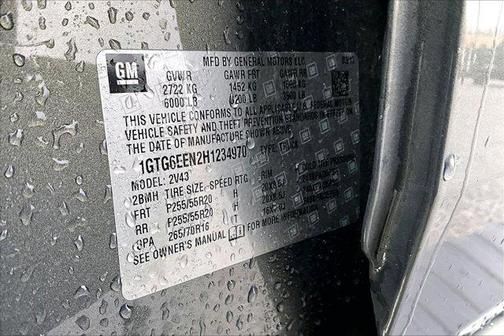 GM
MFD BY GENERAL MOTORS LLC
GVWR GAWR FRT GAWR RR
2722 KG 1452 KG
6000 LB 3200 LB
THIS VEHICLE CONFORMS TO ALL APPLICABLE U.S. FEDERAL
VEHICLE SAFETY AND THEFT PREVENTION STANDARDS IN EFFECT ON
THE DATE OF MANUFACTURE SHOWN ABOVE.
1GTG6EEN2H1234970 TYPE: TRUCK
MODEL: 2V43
2BMH TIRE SIZE SPEED RTG RIM
FRT P255/55R20 H
RR P255/55R20 H
SPA 265/70R16 T
SEE OWNER'S MANUAL FOR MORE INFORMATION